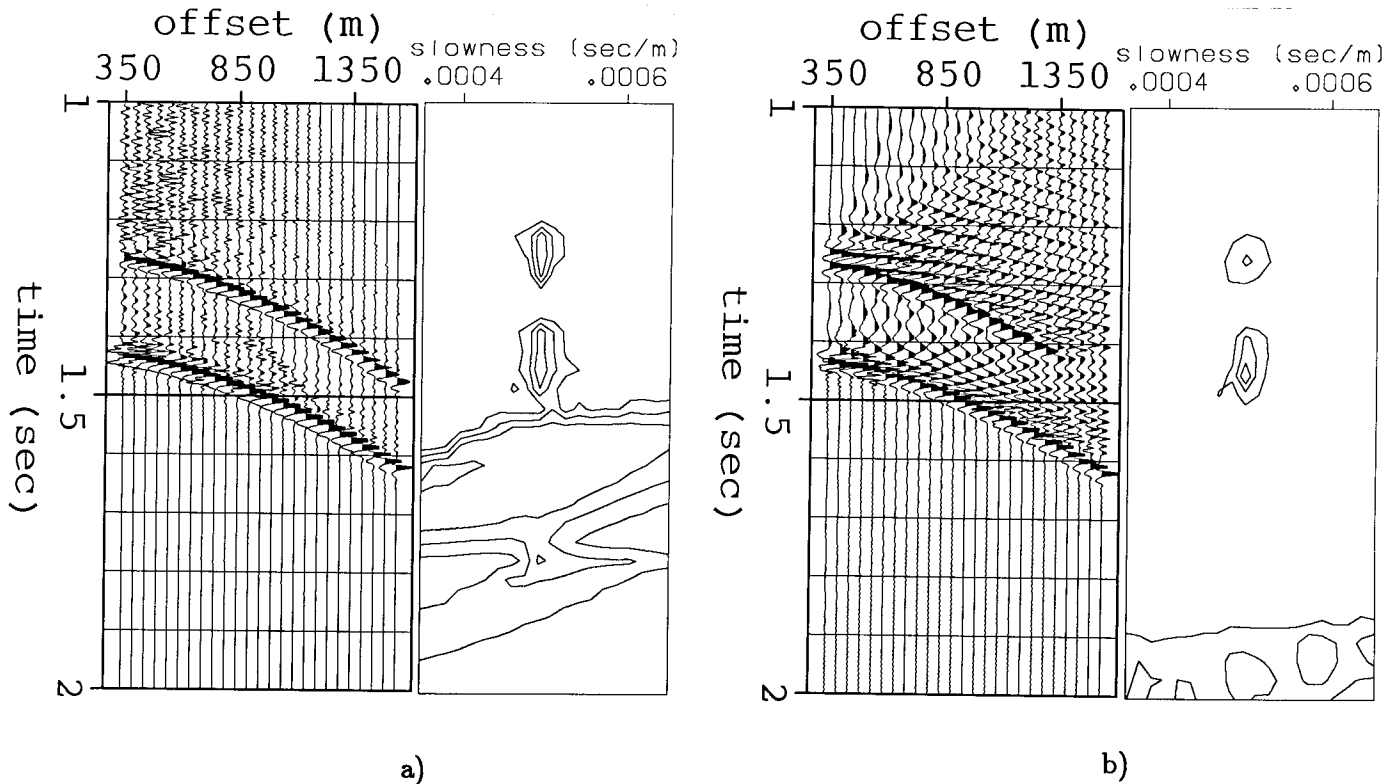 offset (m)
350 850 1350
slowness (sec/m)
.0004 .0006
1
1.5
2
time (sec)
a)
offset (m)
350 850 1350
slowness (sec/m)
.0004 .0006
1
1.5
2
time (sec)
b)